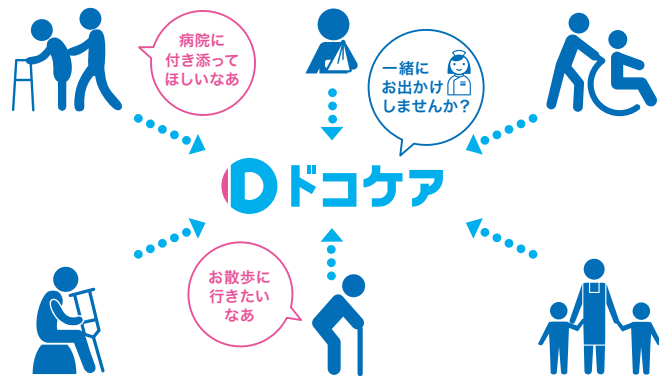 病院に
付き添って
ほしいなあ
一緒に
お出かけ
しませんか?
ドコケア
お散歩に
行きたい
なあ